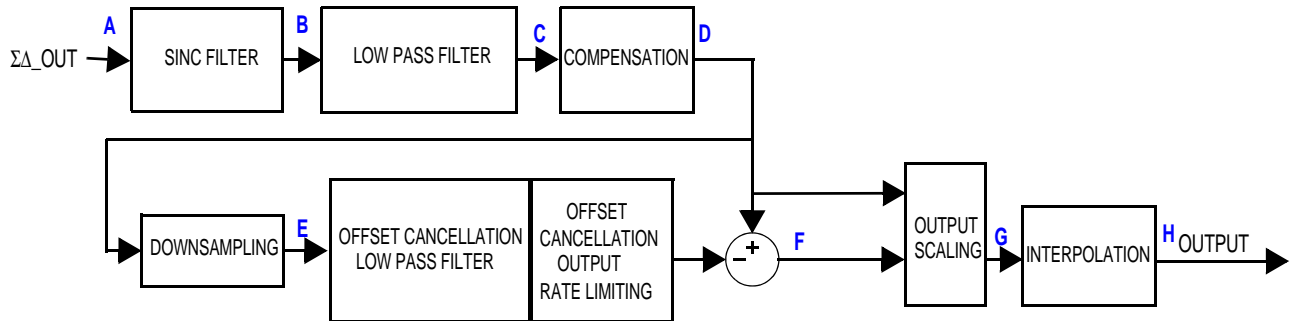 A
B
C
D
ΣΔ_OUT
SINC FILTER
LOW PASS FILTER
COMPENSATION
DOWNSAMPLING
E
OFFSET CANCELLATION
LOW PASS FILTER
OFFSET
CANCELLATION
OUTPUT
RATE LIMITING
−
+
F
OUTPUT
SCALING
G
INTERPOLATION
H
OUTPUT